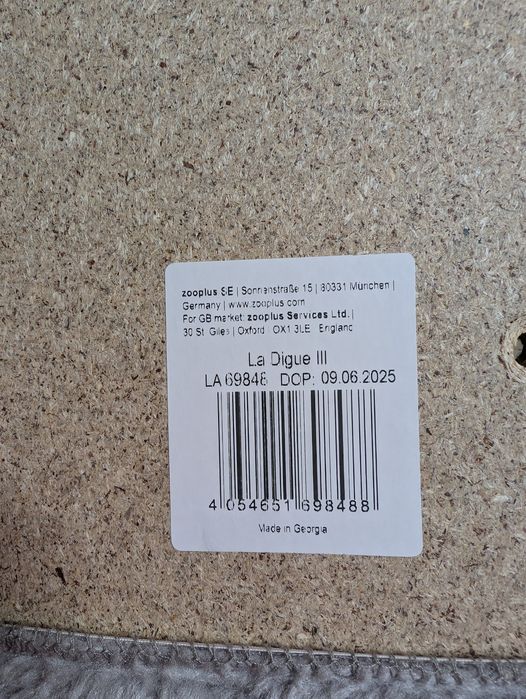 zooplus SE | Sonnenstraße 15 | 80331 München |
Germany | www.zooplus.com
For GB market: zooplus Services Ltd. |
30 St. Giles | Oxford | OX1 3LE | England
La Digue III
LA 69848 DOP: 09.06.2025
4 054651 698488
Made in Georgia